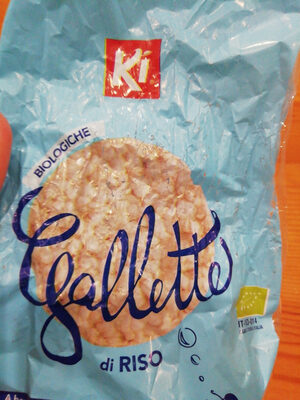 Ki
BIOLOGICHE
Gallette
di RISO